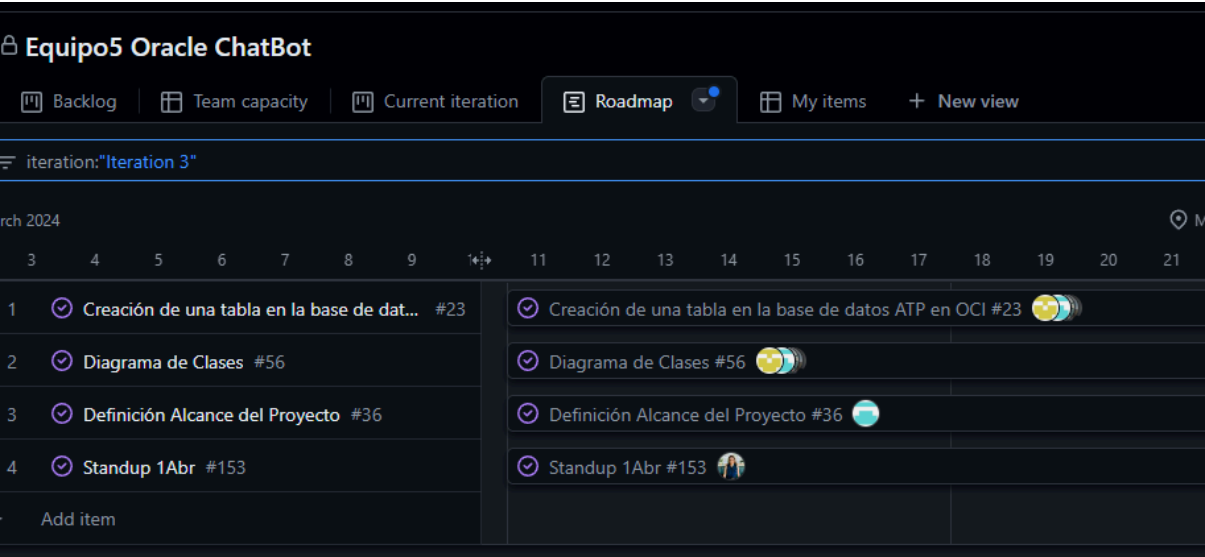 Equipo5 Oracle ChatBot
Backlog Team capacity Current iteration Roadmap My items + New view
iteration:"Iteration 3"
rch 2024 M
3 4 5 6 7 8 9 11 12 13 14 15 16 17 18 19 20 21
1 Creación de una tabla en la base de dat... #23 Creación de una tabla en la base de datos ATP en OCI #23
2 Diagrama de Clases #56 Diagrama de Clases #56
3 Definición Alcance del Proyecto #36 Definición Alcance del Proyecto #36
4 Standup 1Abr #153 Standup 1Abr #153
Add item